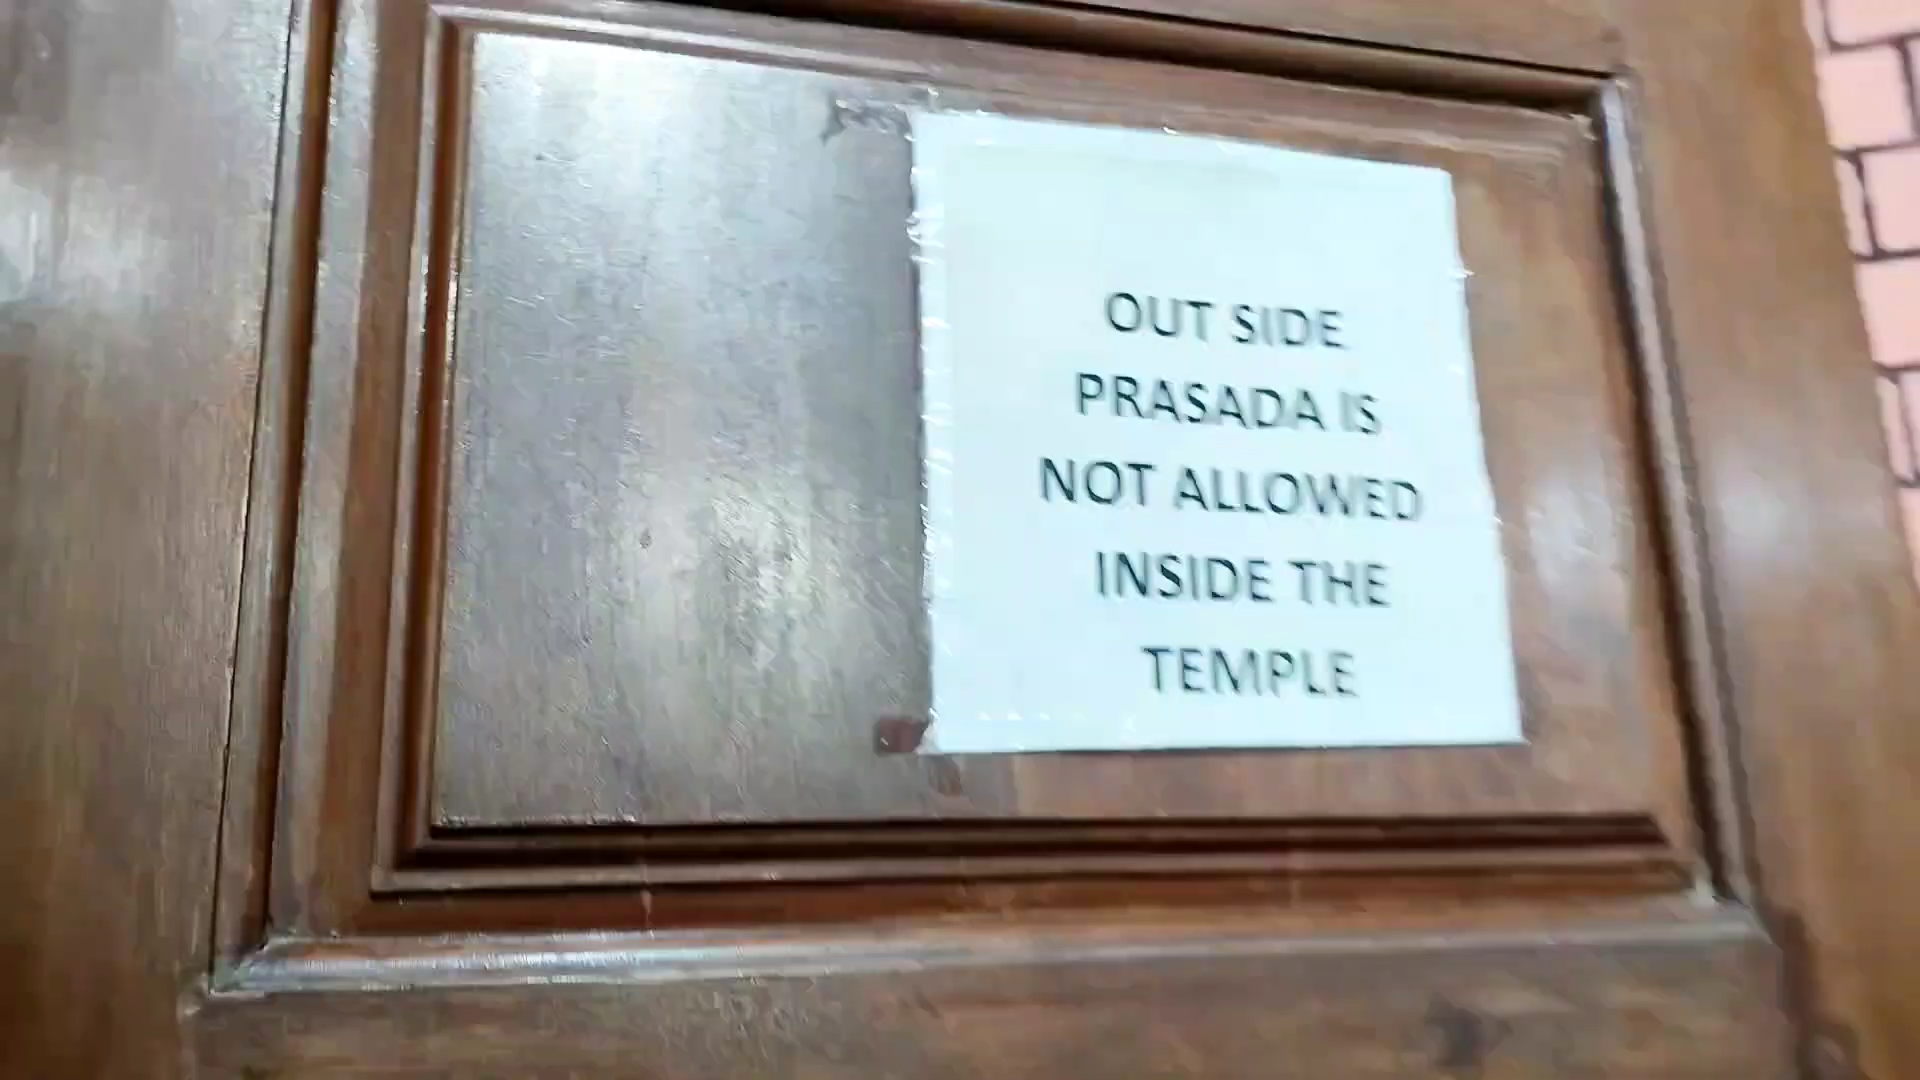 OUT SIDE
PRASADA IS
NOT ALLOWED
INSIDE THE
TEMPLE